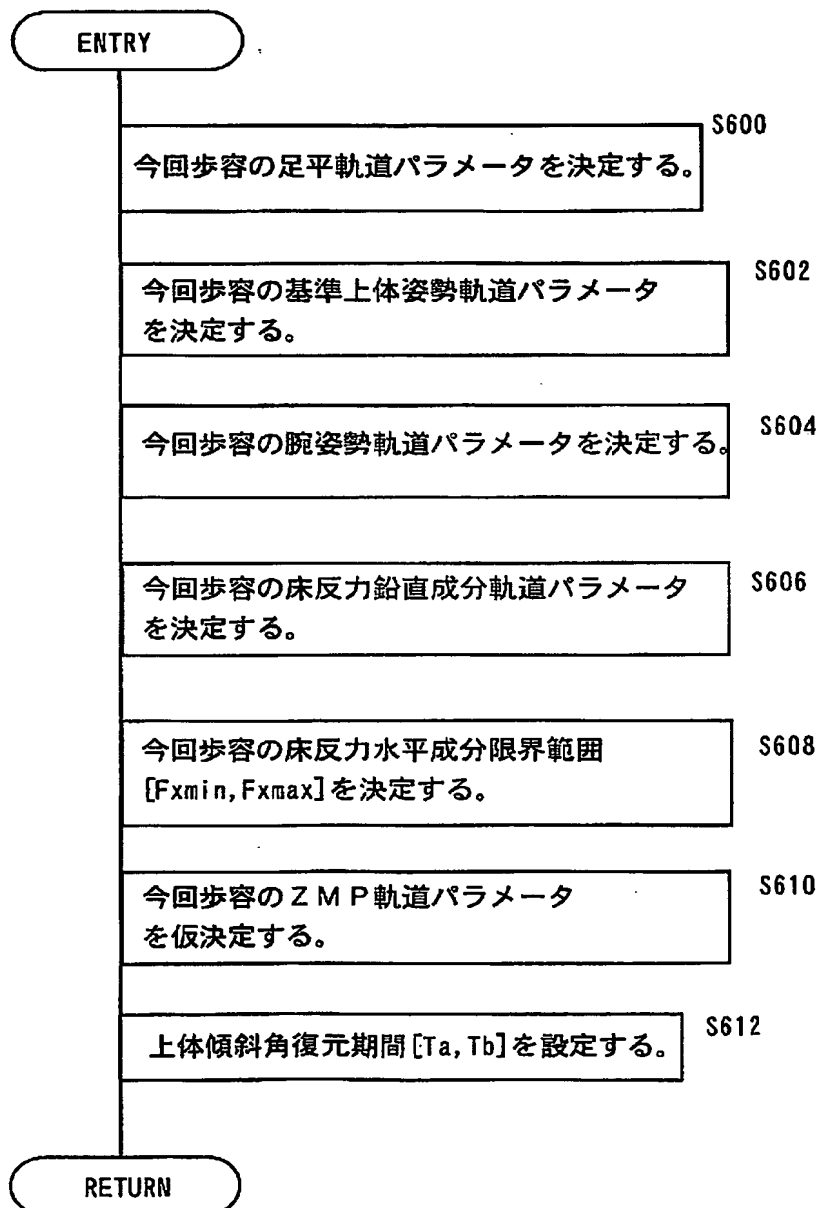 ENTRY
S600
今回歩容の足平軌道パラメータを決定する。
S602
今回歩容の基準上体姿勢軌道パラメータ
を決定する。
S604
今回歩容の腕姿勢軌道パラメータを決定する。
S606
今回歩容の床反力鉛直成分軌道パラメータ
を決定する。
S608
今回歩容の床反力水平成分限界範囲
[Fxmin,Fxmax]を決定する。
S610
今回歩容のZMP軌道パラメータ
を仮決定する。
S612
上体傾斜角復元期間[Ta,Tb]を設定する。
RETURN